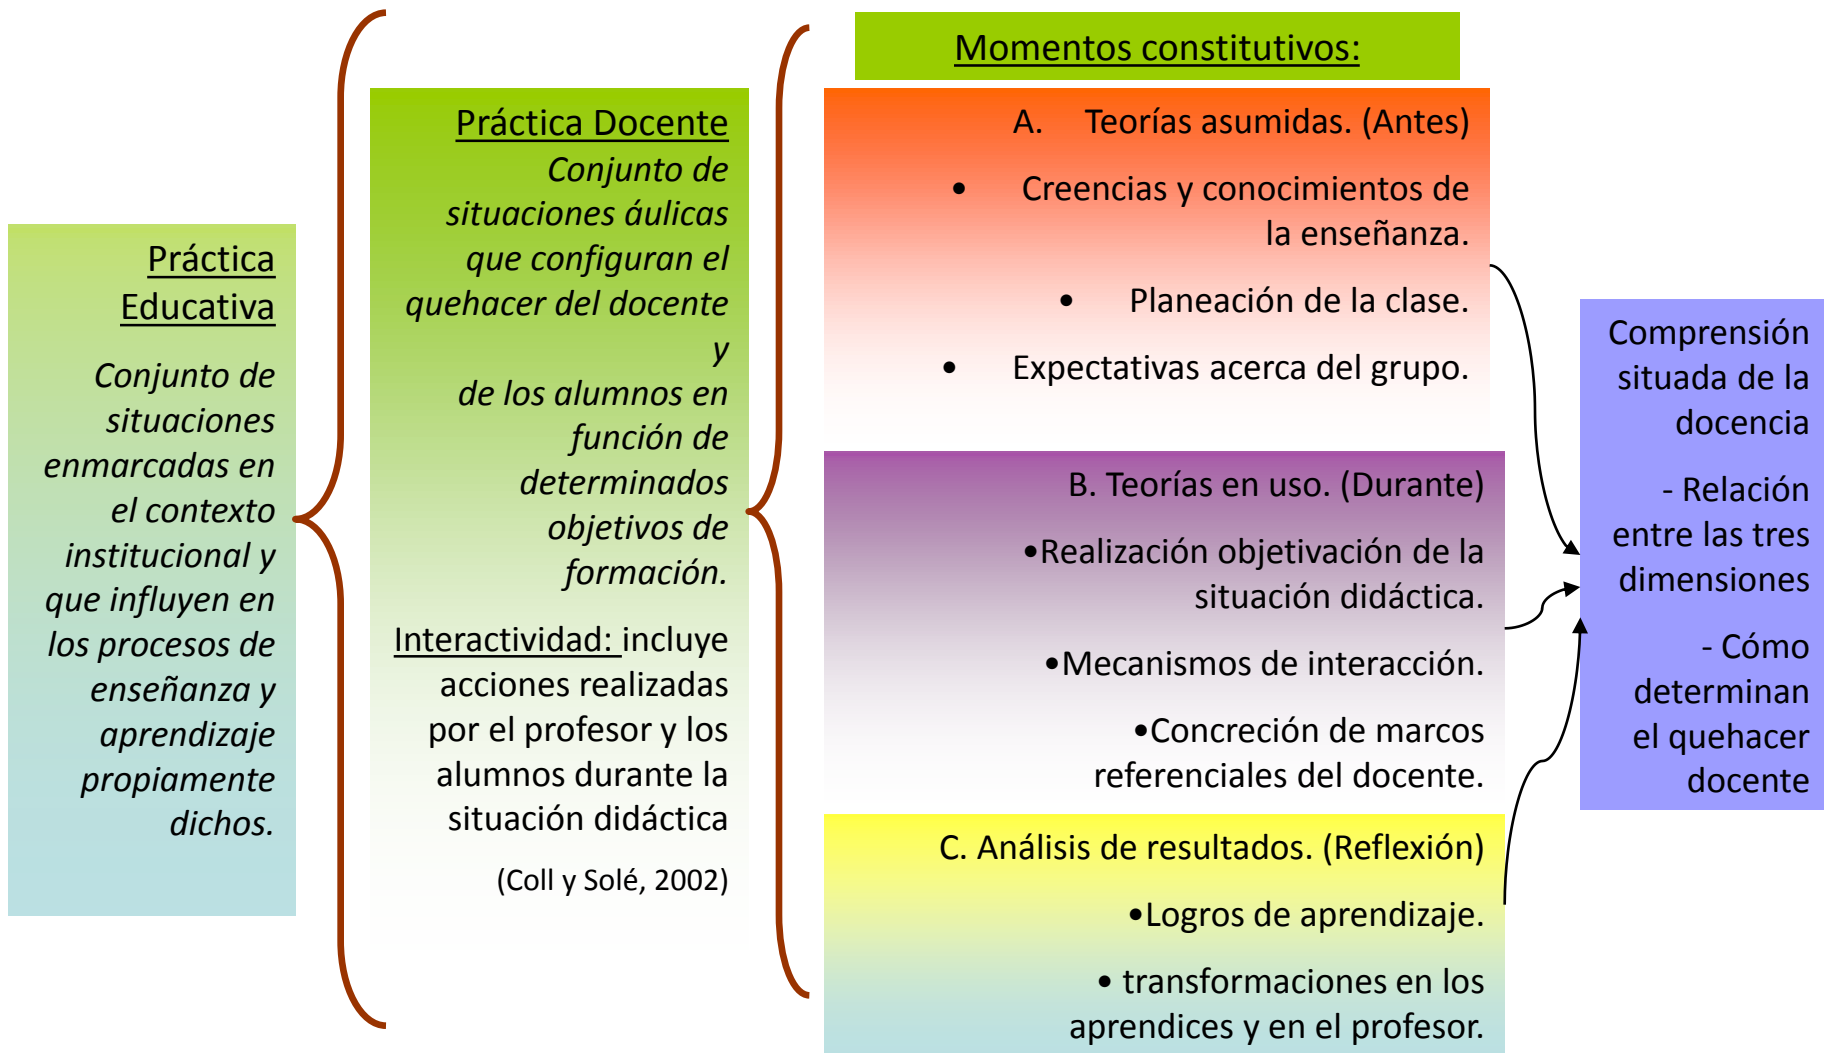 Práctica
Educativa
Conjunto de
situaciones
enmarcadas en
el contexto
institucional y
que influyen en
los procesos de
enseñanza y
aprendizaje
propiamente
dichos.
Práctica Docente
Conjunto de
situaciones áulicas
que configuran el
quehacer del docente
y
de los alumnos en
función de
determinados
objetivos de
formación.
Interactividad: incluye
acciones realizadas
por el profesor y los
alumnos durante la
situación didáctica
(Coll y Solé, 2002)
Momentos constitutivos:
A. Teorías asumidas. (Antes)
• Creencias y conocimientos de
la enseñanza.
• Planeación de la clase.
• Expectativas acerca del grupo.
B. Teorías en uso. (Durante)
•Realización objetivación de la
situación didáctica.
•Mecanismos de interacción.
•Concreción de marcos
referenciales del docente.
C. Análisis de resultados. (Reflexión)
•Logros de aprendizaje.
• transformaciones en los
aprendices y en el profesor.
Comprensión
situada de la
docencia
- Relación
entre las tres
dimensiones
- Cómo
determinan
el quehacer
docente